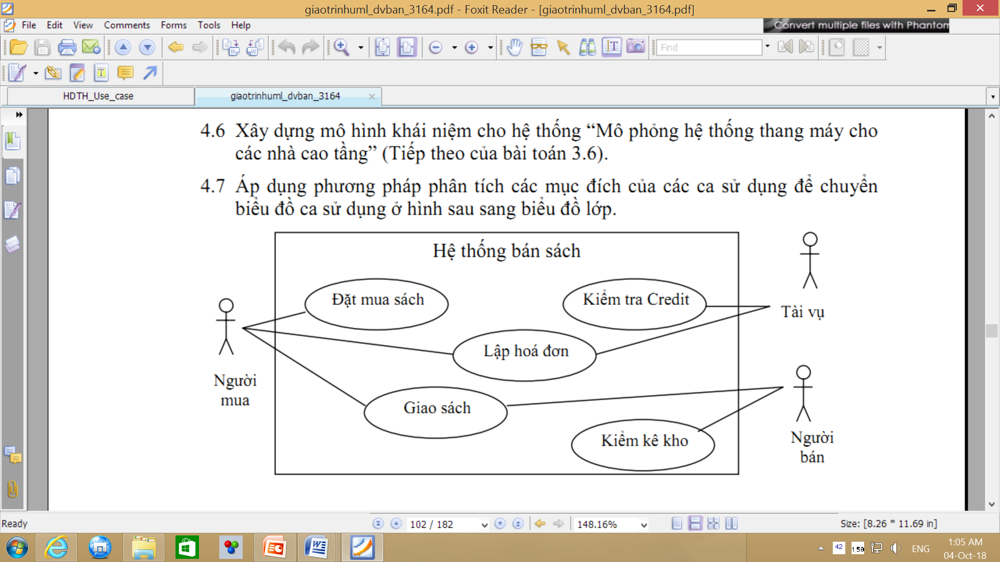 giaotrinhuml_dvban_3164.pdf - Foxit Reader - [giaotrinhuml_dvban_3164.pdf]
File Edit View Comments Forms Tools Help
Convert multiple files with Phantom
Find
HDTH_Use_case
giaotrinhuml_dvban_3164
4.6 Xây dựng mô hình khái niệm cho hệ thống “Mô phỏng hệ thống thang máy cho
các nhà cao tầng” (Tiếp theo của bài toán 3.6).
4.7 Áp dụng phương pháp phân tích các mục đích của các ca sử dụng để chuyển
biểu đồ ca sử dụng ở hình sau sang biểu đồ lớp.
Hệ thống bán sách
Đặt mua sách
Kiểm tra Credit
Tài vụ
Lập hoá đơn
Người
mua
Giao sách
Kiểm kê kho
Người
bán
Ready
102 / 182
148.16%
Size: [8.26 * 11.69 in]
42
1.50
ENG
1:05 AM
04-Oct-18